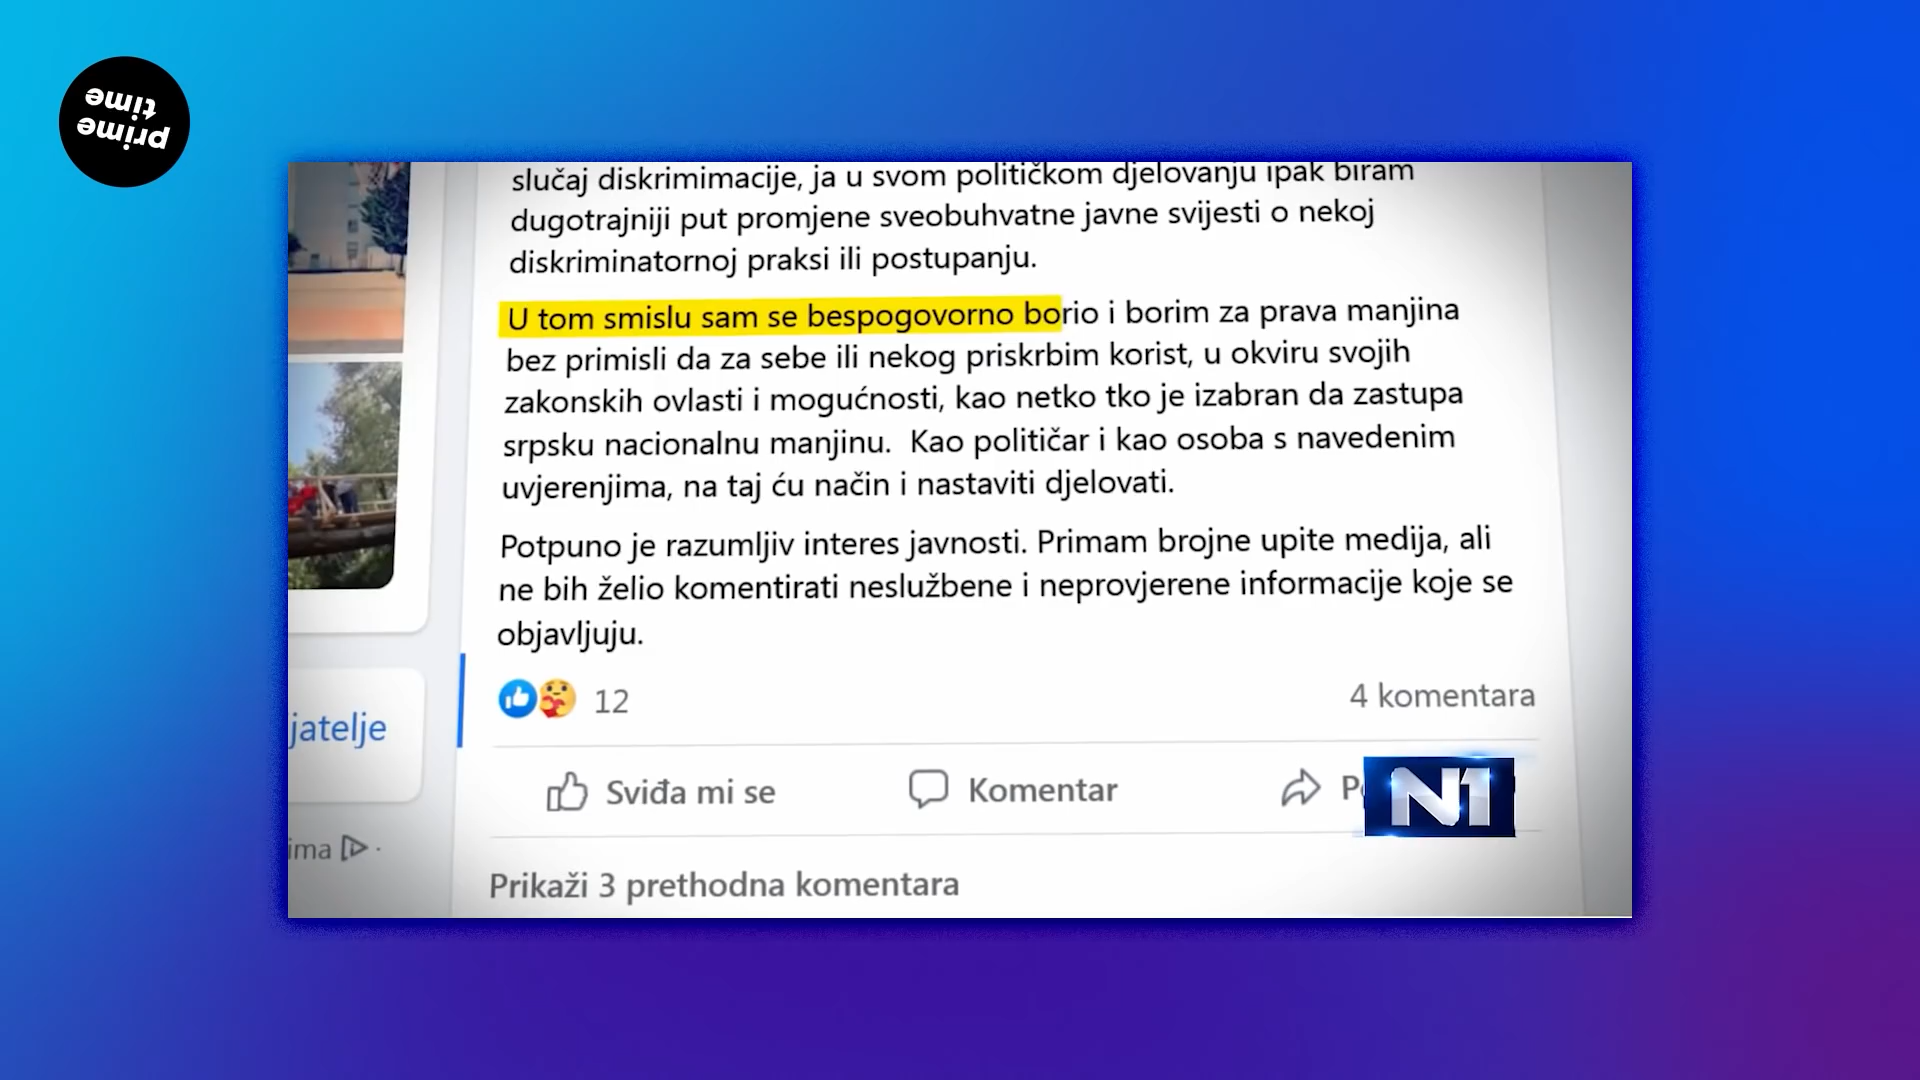 prime
time
slučaj diskrimimacije, ja u svom političkom djelovanju ipak biram
dugotrajniji put promjene sveobuhvatne javne svijesti o nekoj
diskriminatornoj praksi ili postupanju.
U tom smislu sam se bespogovorno borio i borim za prava manjina
bez primisli da za sebe ili nekog priskrbim korist, u okviru svojih
zakonskih ovlasti i mogućnosti, kao netko tko je izabran da zastupa
srpsku nacionalnu manjinu. Kao političar i kao osoba s navedenim
uvjerenjima, na taj ću način i nastaviti djelovati.
Potpuno je razumljiv interes javnosti. Primam brojne upite medija, ali
ne bih želio komentirati neslužbene i neprovjerene informacije koje se
objavljuju.
12
4 komentara
jatelje
Sviđa mi se
Komentar
N1
ima
Prikaži 3 prethodna komentara